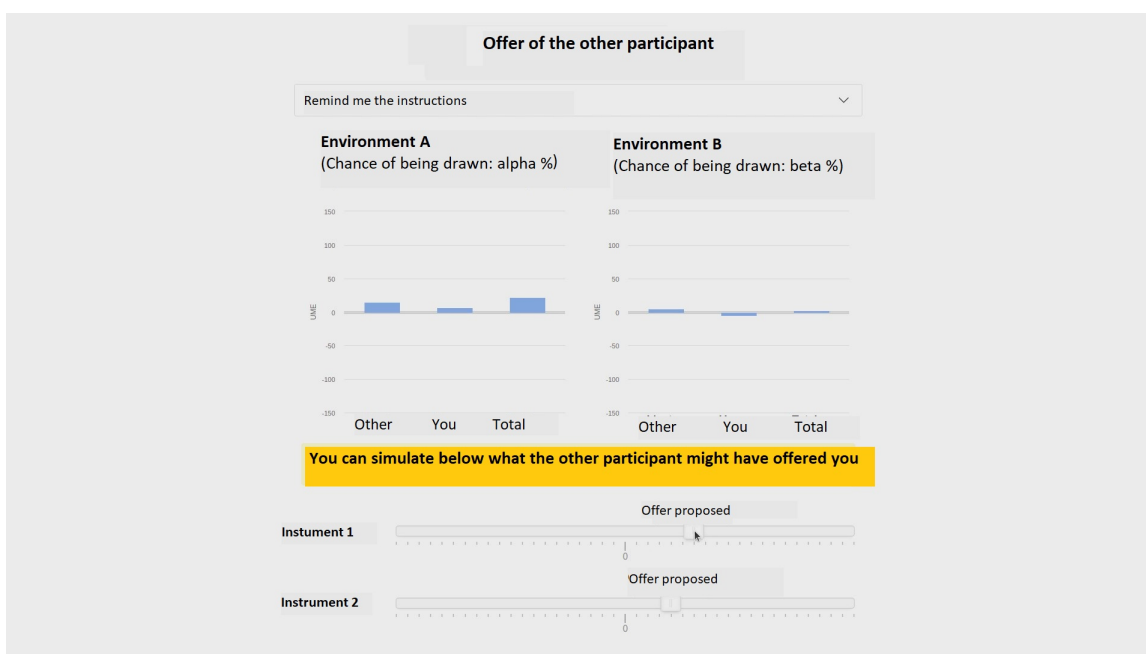 Offer of the other participant
Remind me the instructions
Environment A
(Chance of being drawn: alpha %)
Environment B
(Chance of being drawn: beta %)
150
100
50
0
-50
-100
-150
UME
Other You Total
150
100
50
0
-50
-100
-150
UME
Other You Total
You can simulate below what the other participant might have offered you
Offer proposed
Instument 1
0
Offer proposed
Instrument 2
0